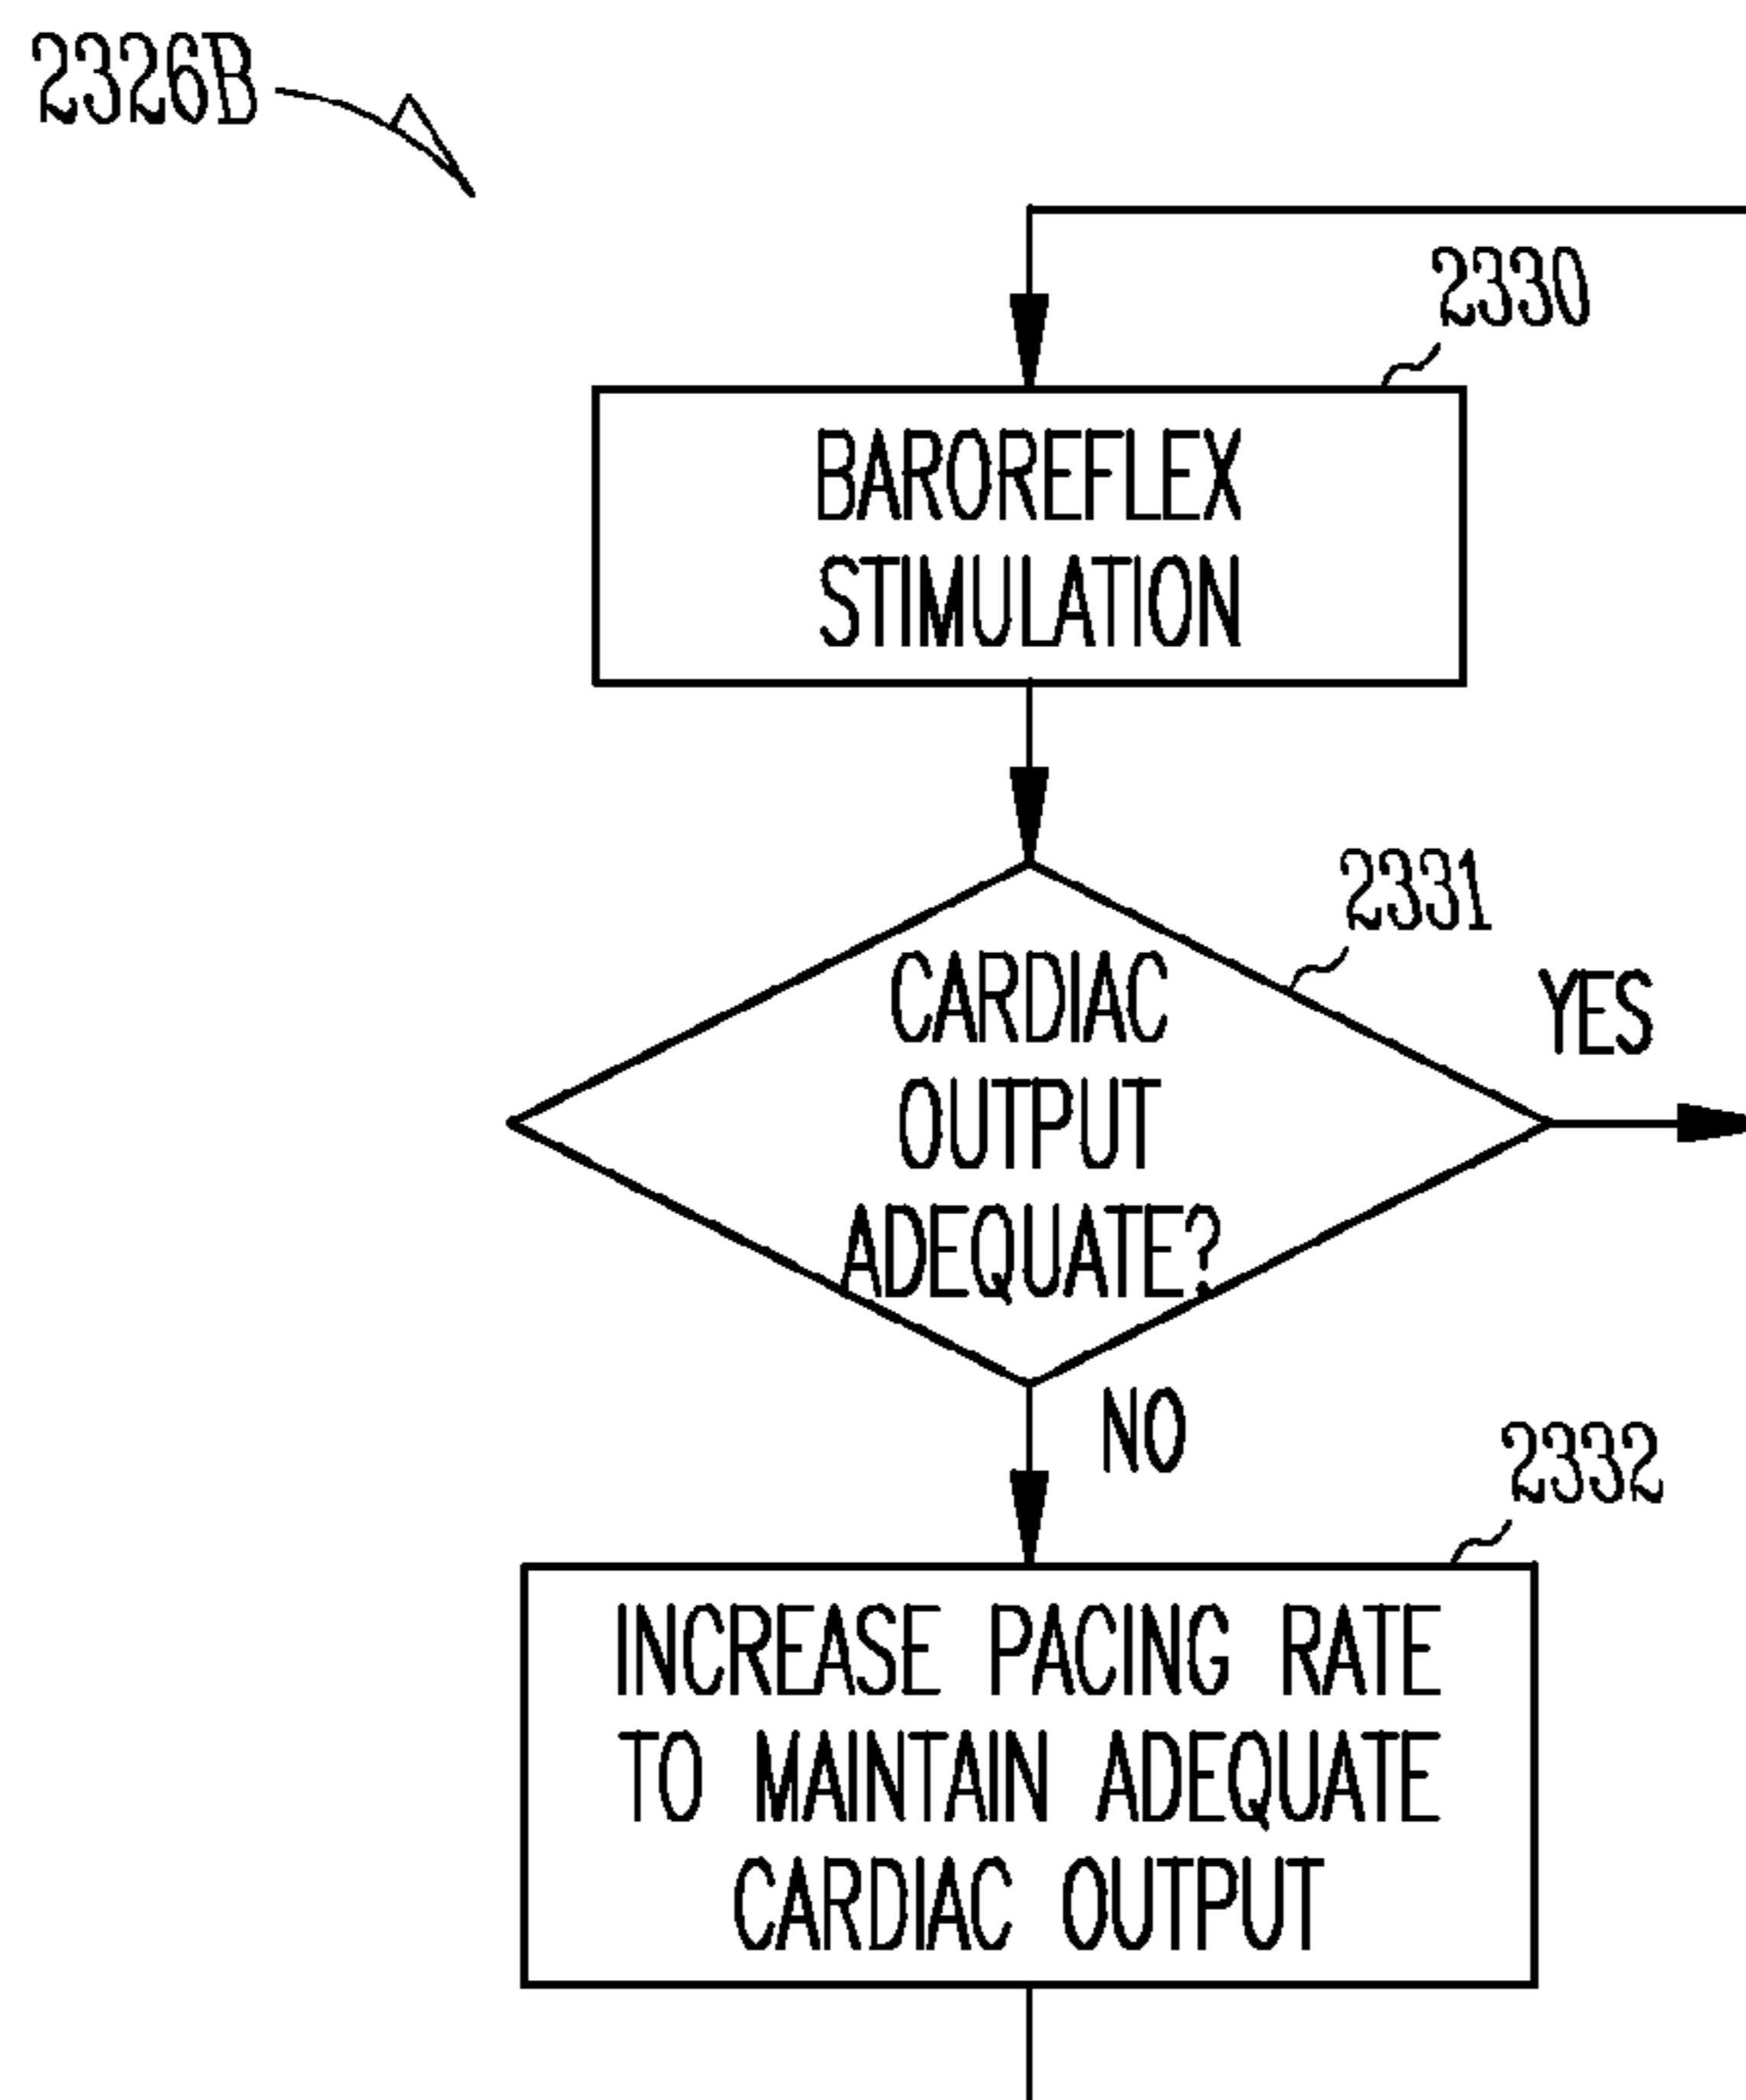 2326B
2330
BAROREFLEX
STIMULATION
2331
CARDIAC
OUTPUT
ADEQUATE?
YES
NO
2332
INCREASE PACING RATE
TO MAINTAIN ADEQUATE
CARDIAC OUTPUT